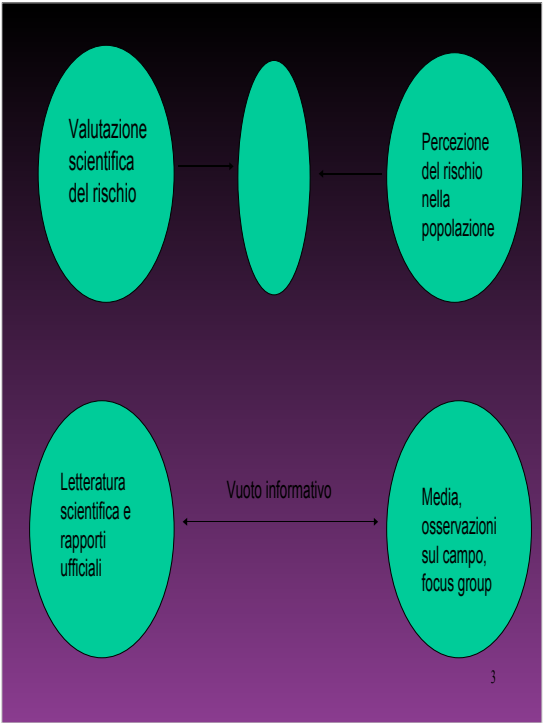 Valutazione
scientifica
del rischio
Percezione
del rischio
nella
popolazione
Letteratura
scientifica e
rapporti
ufficiali
Vuoto informativo
Media,
osservazioni
sul campo,
focus group
3